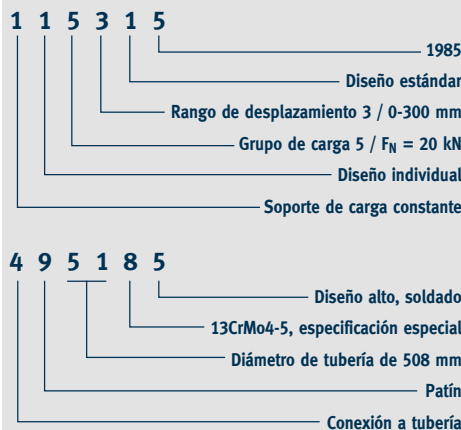 1 1 5 3 1 5
1985
Diseño estándar
Rango de desplazamiento 3 / 0-300 mm
Grupo de carga 5 / FN = 20 kN
Diseño individual
Soporte de carga constante
4 9 5 1 8 5
Diseño alto, soldado
13CrMo4-5, especificación especial
Diámetro de tubería de 508 mm
Patín
Conexión a tubería